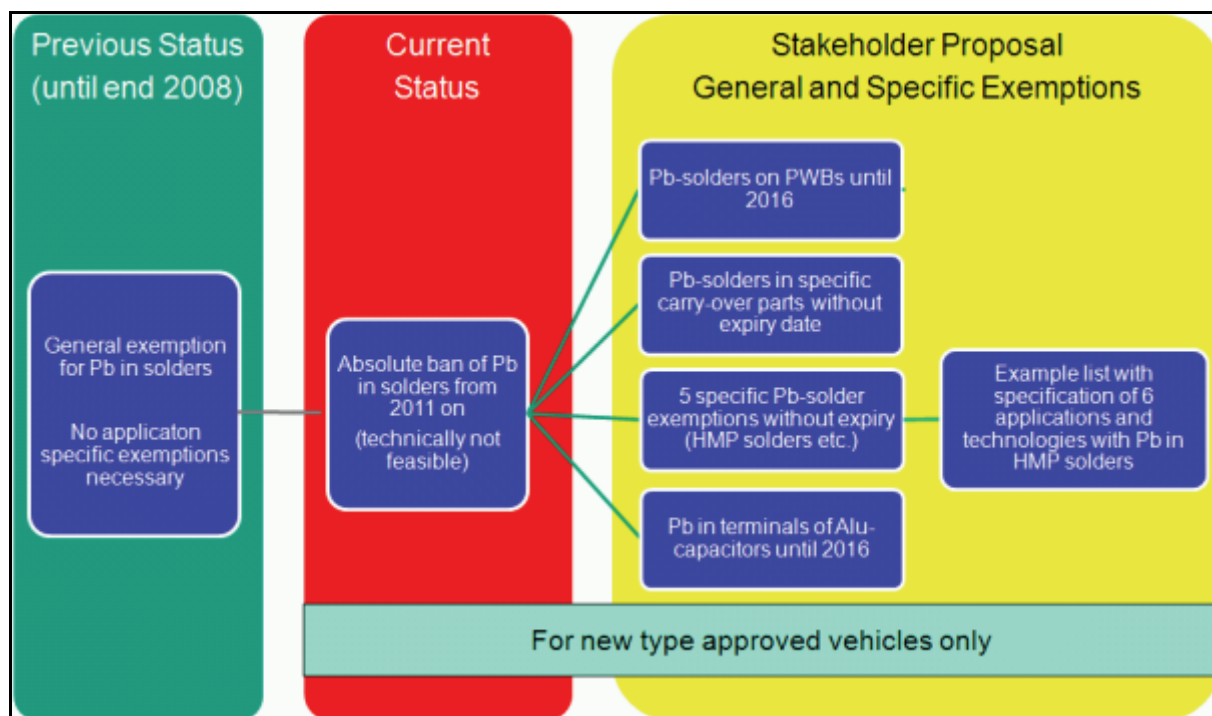 Previous Status
(until end 2008)
General exemption
for Pb in solders
No applicaton
specific exemptions
necessary
Current
Status
Absolute ban of Pb
in solders from
2011 on
(technically not
feasible)
Stakeholder Proposal
General and Specific Exemptions
Pb-solders on PWBs until
2016
Pb-solders in specific
carry-over parts without
expiry date
5 specific Pb-solder
exemptions without expiry
(HMP solders etc.)
Example list with
specification of 6
applications and
technologies with Pb in
HMP solders
Pb in terminals of Alu-
capacitors until 2016
For new type approved vehicles only